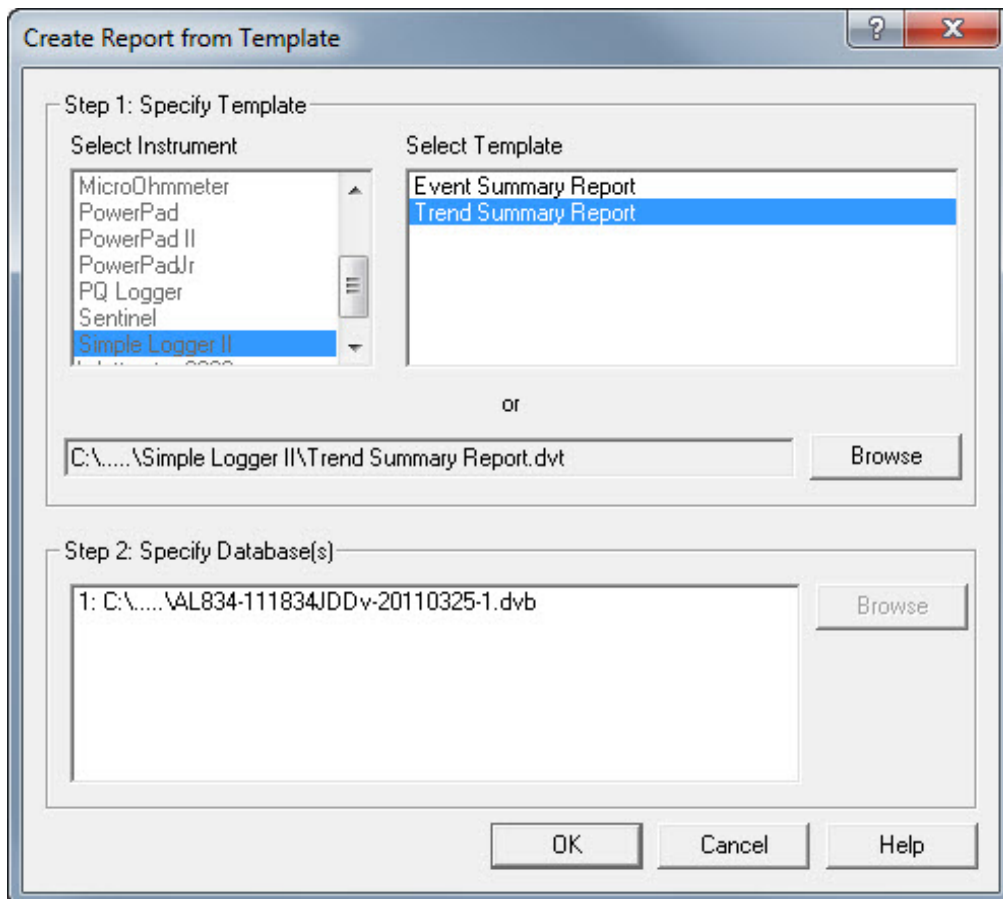 Create Report from Template
?
X
Step 1: Specify Template
Select Instrument
Select Template
MicroOhmmeter
PowerPad
PowerPad II
PowerPadJr
PQ Logger
Sentinel
Simple Logger II
Event Summary Report
Trend Summary Report
or
C:\.....\Simple Logger II\Trend Summary Report.dvt
Browse
Step 2: Specify Database(s)
1: C:\.....\AL834-111834JDDv-20110325-1.dvb
Browse
OK
Cancel
Help